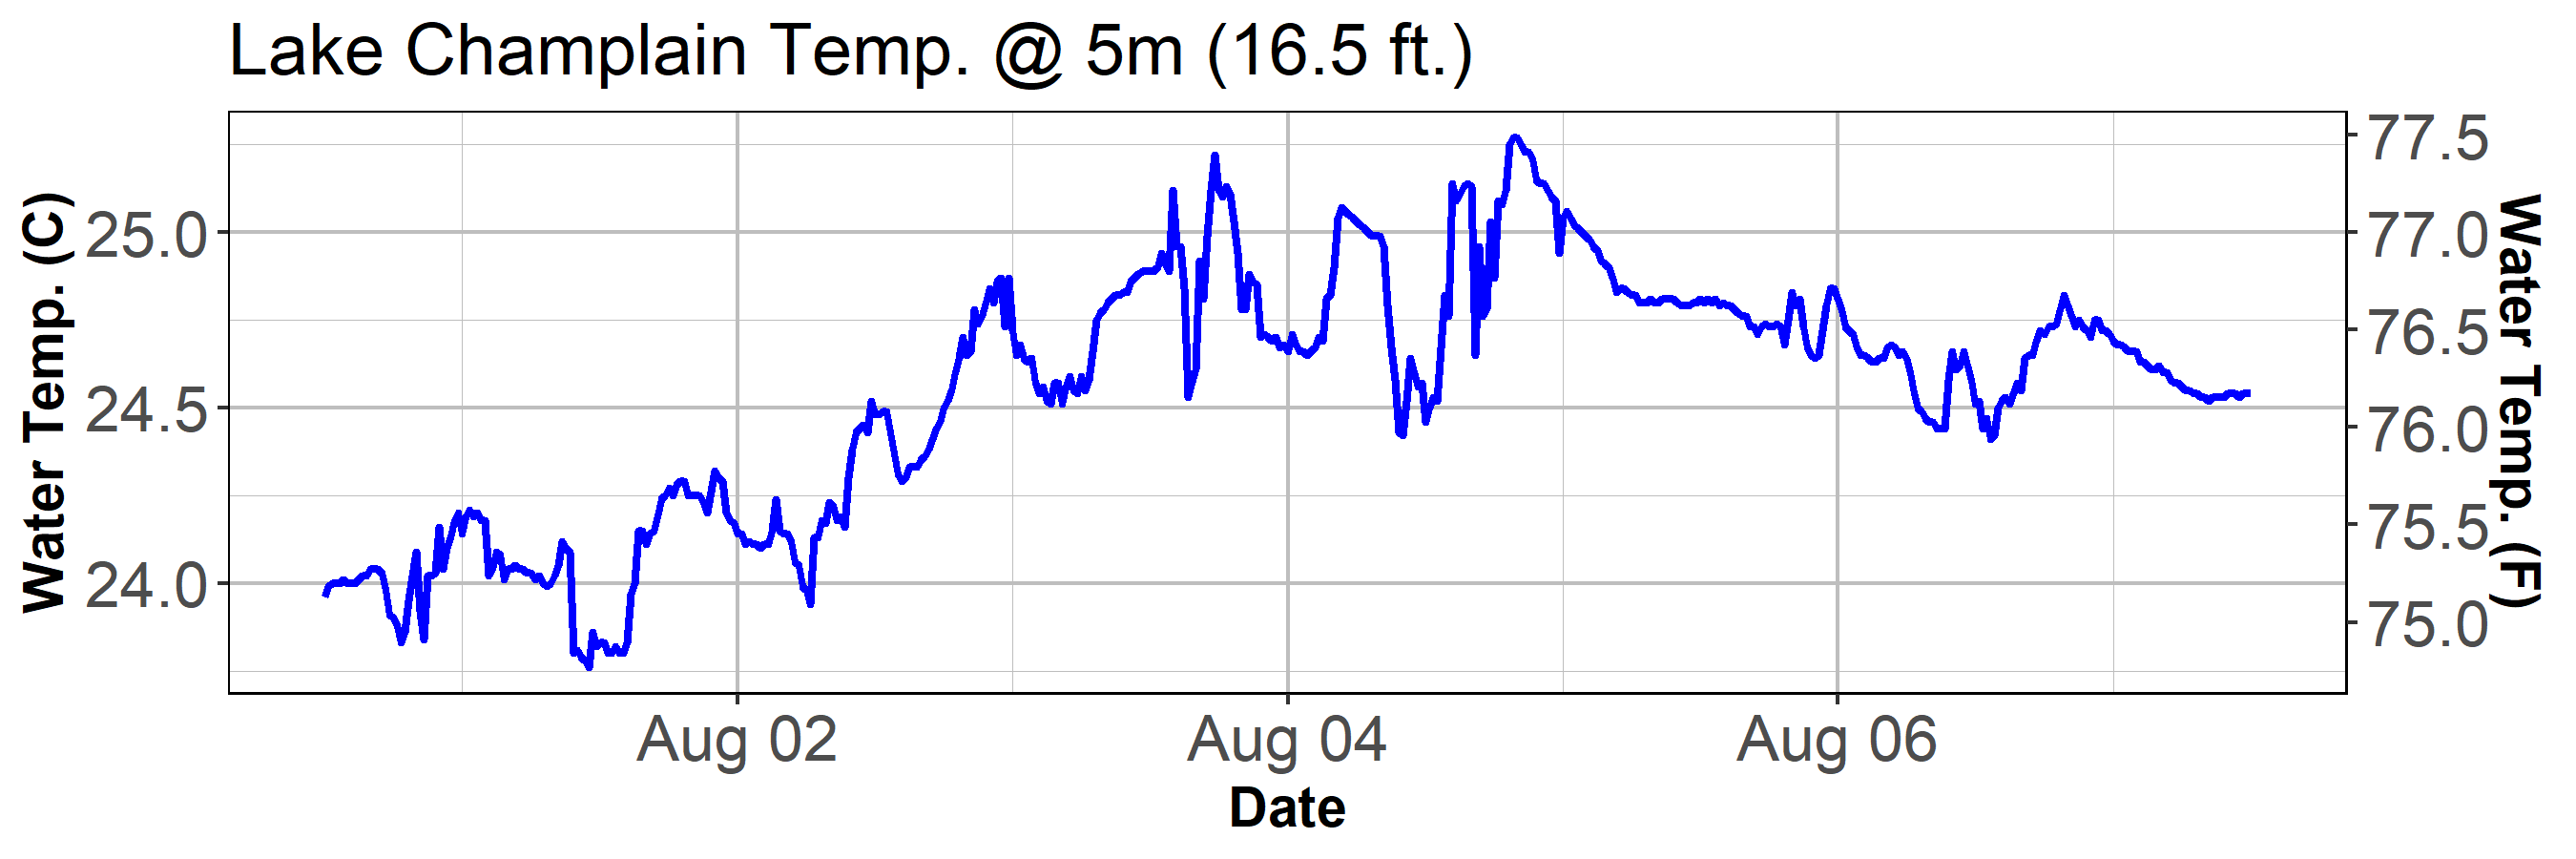 Lake Champlain Temp. @ 5m (16.5 ft.)
Water Temp. (C)
25.0
24.5
24.0
77.5
77.0
76.5
76.0
75.5
75.0
Water Temp. (F)
Aug 02
Aug 04
Aug 06
Date